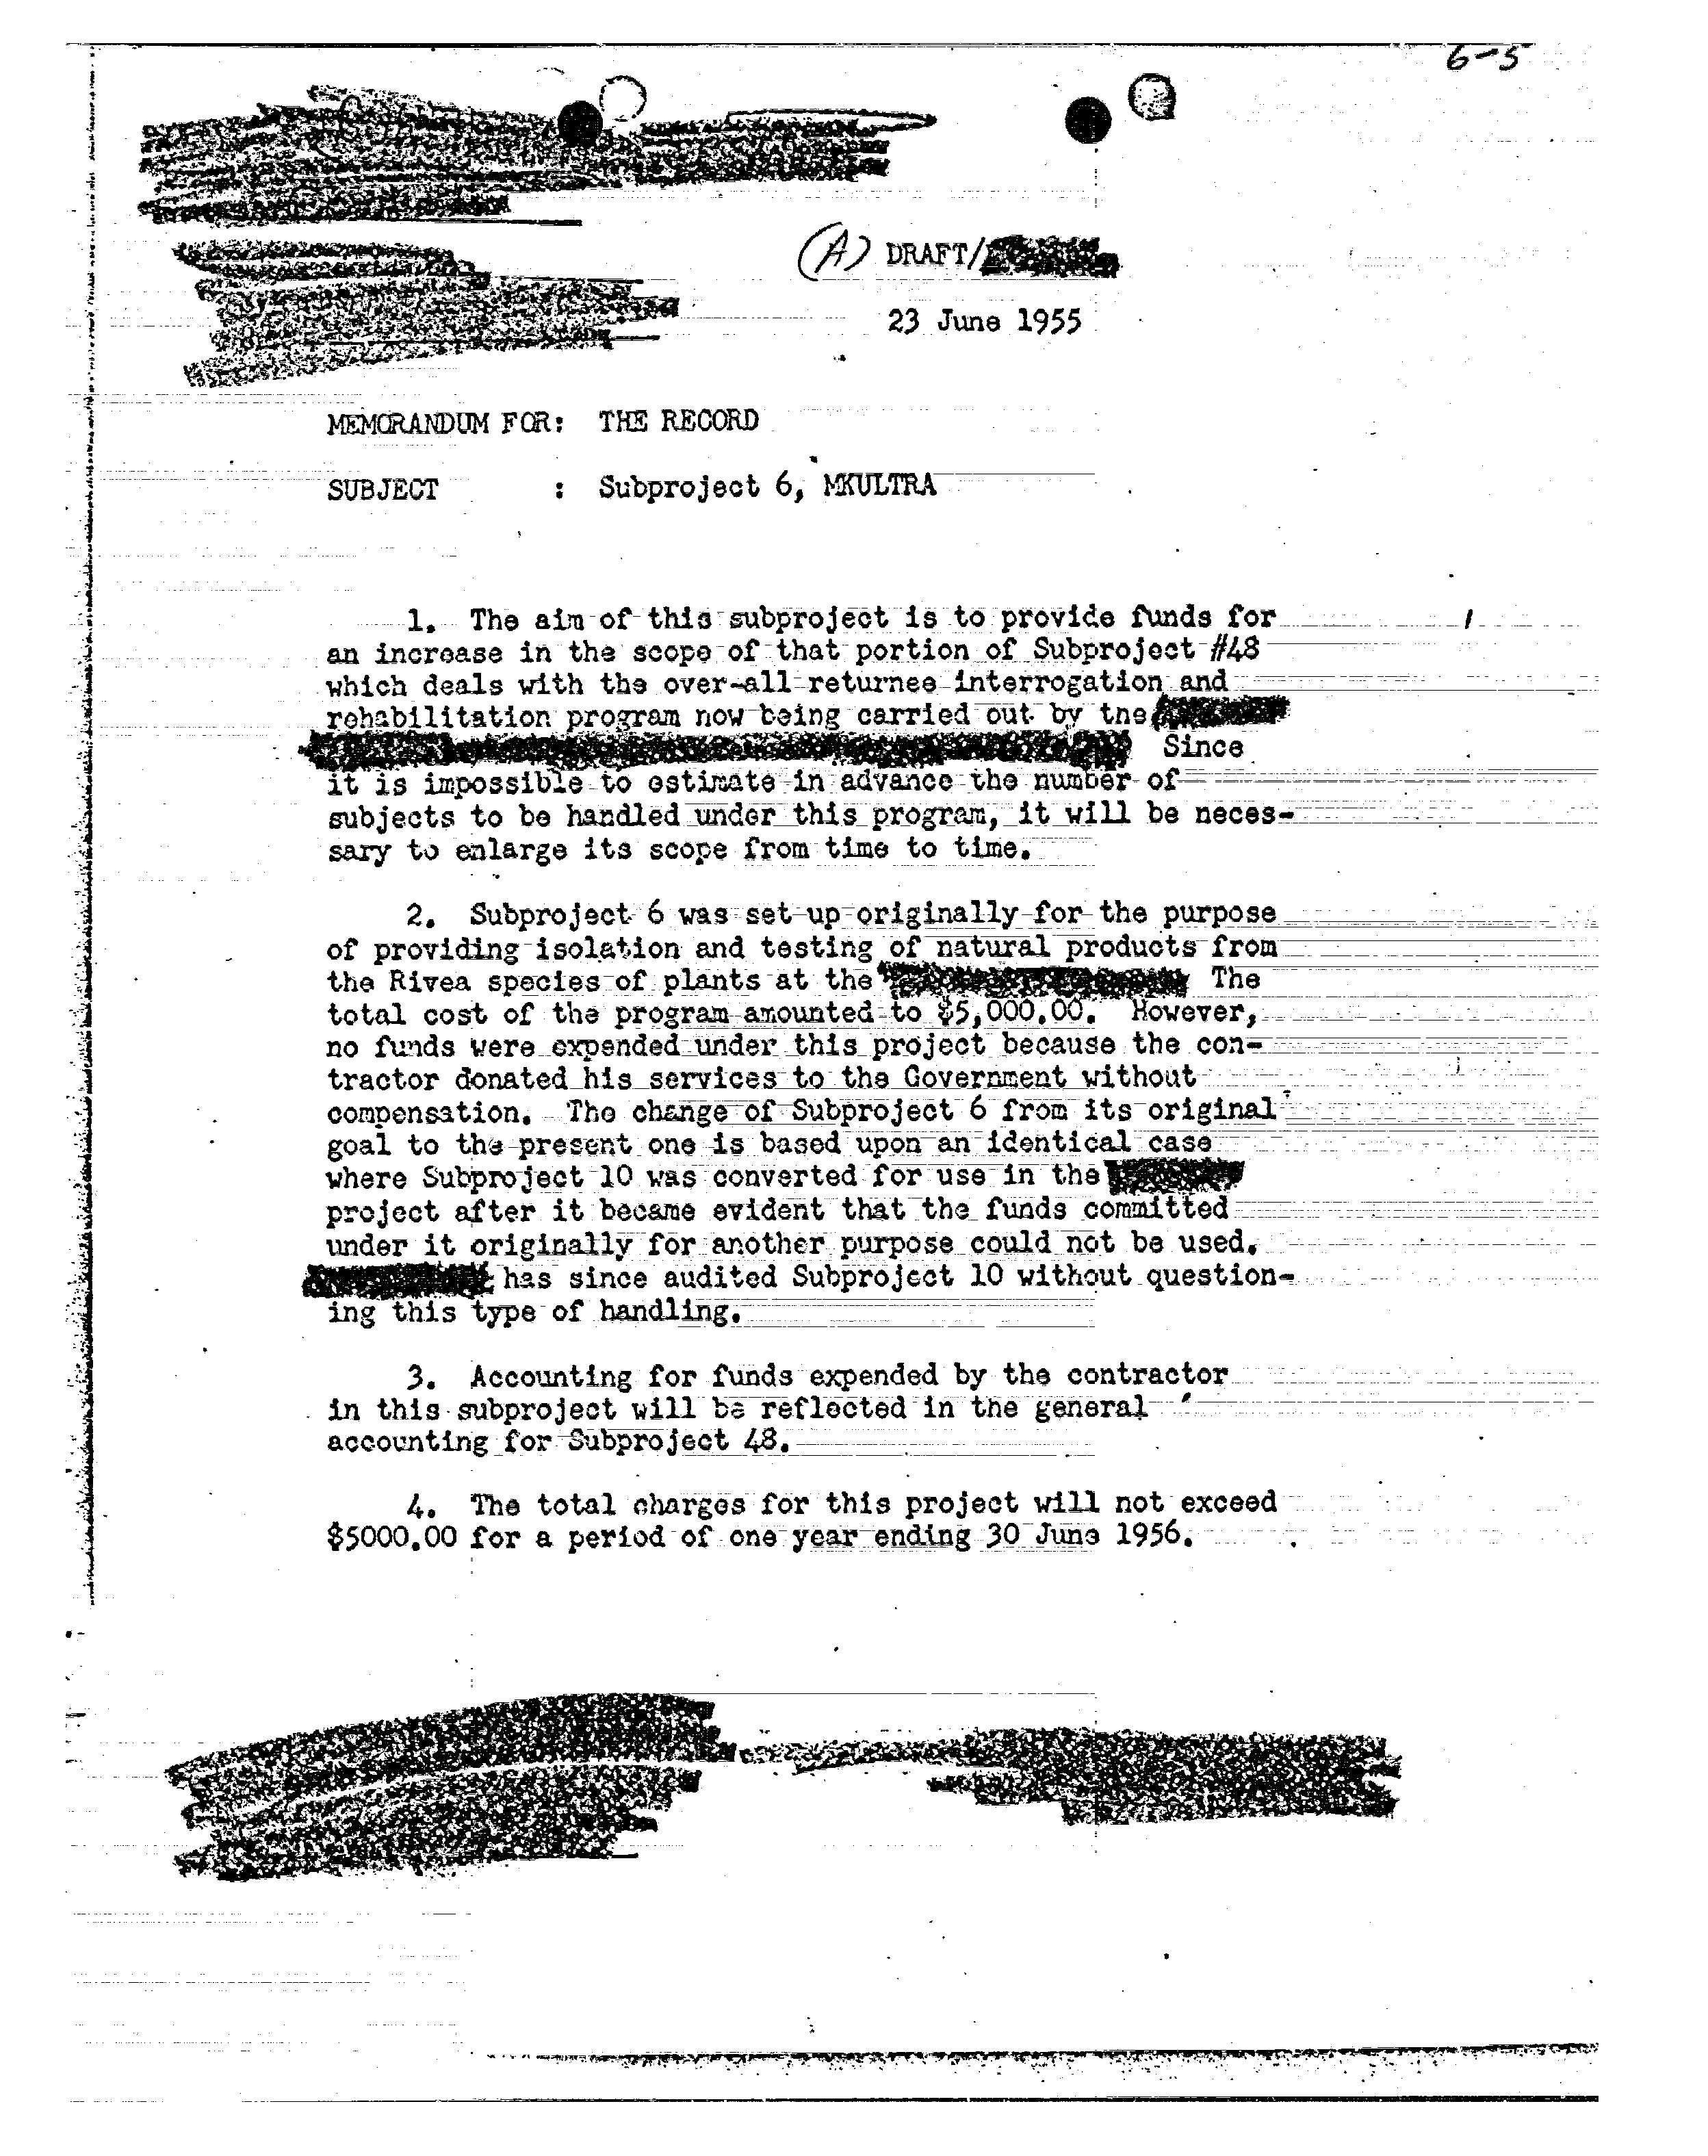 6-5
(A) DRAFT/
23 June 1955
MEMORANDUM FOR: THE RECORD
SUBJECT : Subproject 6, MKULTRA
1. The aim of this subproject is to provide funds for
an increase in the scope of that portion of Subproject #48
which deals with the over-all returnee interrogation and
rehabilitation program now being carried out by the
Since
it is impossible to estimate in advance the number of
subjects to be handled under this program, it will be neces-
sary to enlarge its scope from time to time.
2. Subproject 6 was set up originally for the purpose
of providing isolation and testing of natural products from
the Rivea species of plants at the The
total cost of the program amounted to $5,000.00. However,
no funds were expended under this project because the con-
tractor donated his services to the Government without
compensation. The change of Subproject 6 from its original
goal to the present one is based upon an identical case
where Subproject 10 was converted for use in the
project after it became evident that the funds committed
under it originally for another purpose could not be used.
has since audited Subproject 10 without question-
ing this type of handling.
3. Accounting for funds expended by the contractor
in this subproject will be reflected in the general
accounting for Subproject 48.
4. The total charges for this project will not exceed
$5000.00 for a period of one year ending 30 June 1956.